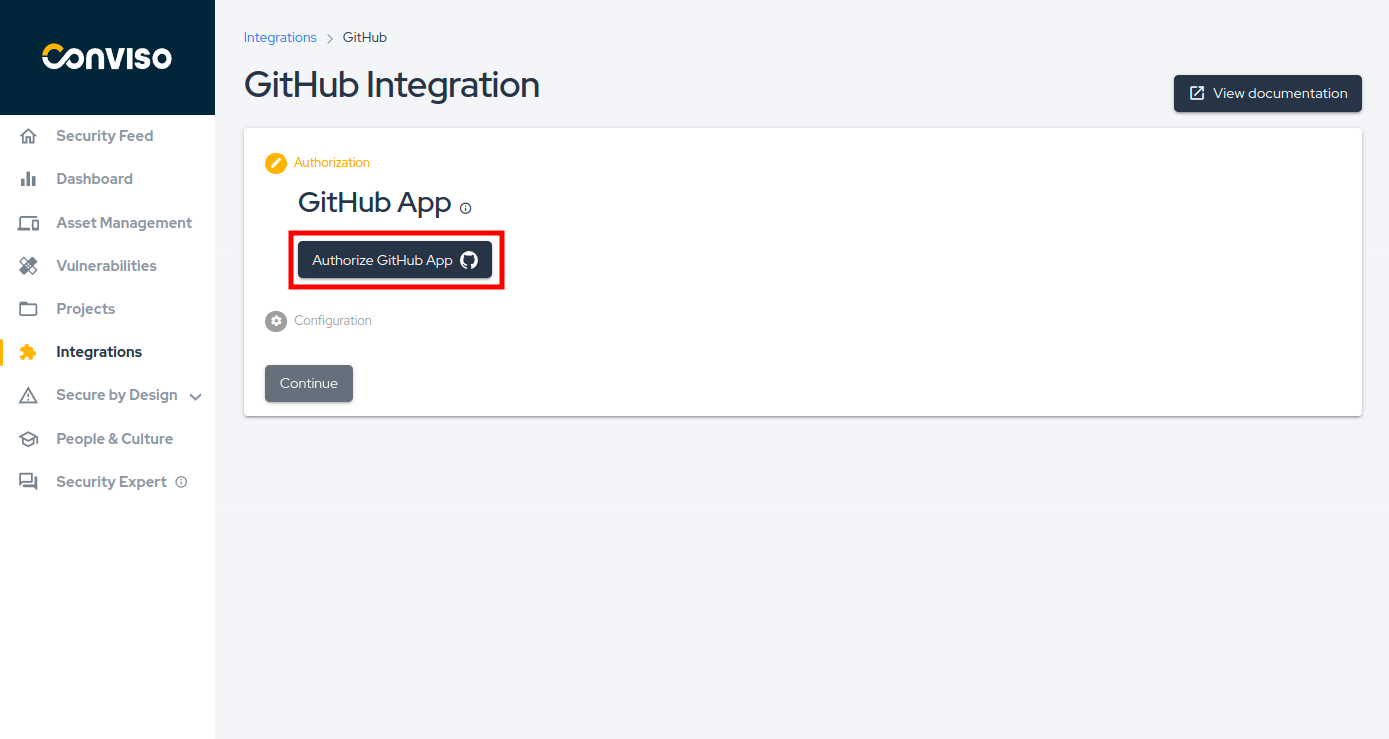 Conviso
Security Feed
Dashboard
Asset Management
Vulnerabilities
Projects
Integrations
Secure by Design
People & Culture
Security Expert
Integrations > GitHub
GitHub Integration
View documentation
Authorization
GitHub App
Authorize GitHub App
Configuration
Continue